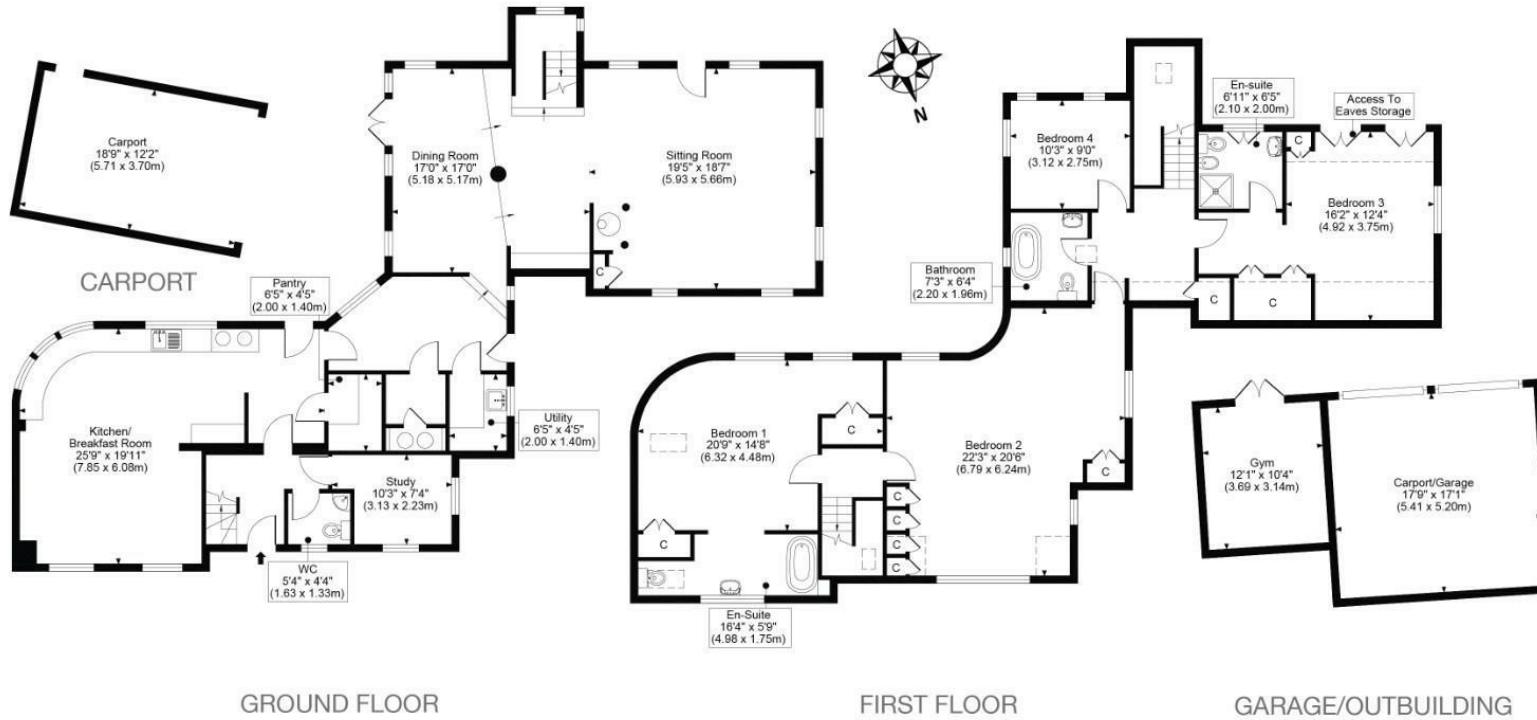 Carport
18'9" x 12'2"
(5.71 x 3.70m)
CARPORT
Dining Room
17'0" x 17'0"
(5.18 x 5.17m)
Sitting Room
19'5" x 18'7"
(5.93 x 5.66m)
C
Pantry
6'5" x 4'5"
(2.00 x 1.40m)
Kitchen/
Breakfast Room
25'9" x 19'11"
(7.85 x 6.08m)
Utility
6'5" x 4'5"
(2.00 x 1.40m)
Study
10'3" x 7'4"
(3.13 x 2.23m)
WC
5'4" x 4'4"
(1.63 x 1.33m)
GROUND FLOOR
N
Bedroom 4
10'3" x 9'0"
(3.12 x 2.75m)
En-suite
6'11" x 6'5"
(2.10 x 2.00m)
Access To
Eaves Storage
C
Bedroom 3
16'2" x 12'4"
(4.92 x 3.75m)
Bathroom
7'3" x 6'4"
(2.20 x 1.96m)
C
C
Bedroom 1
20'9" x 14'8"
(6.32 x 4.48m)
C
Bedroom 2
22'3" x 20'6"
(6.79 x 6.24m)
C
C
C
C
C
C
En-Suite
16'4" x 5'9"
(4.98 x 1.75m)
FIRST FLOOR
Gym
12'1" x 10'4"
(3.69 x 3.14m)
Carport/Garage
17'9" x 17'1"
(5.41 x 5.20m)
GARAGE/OUTBUILDING